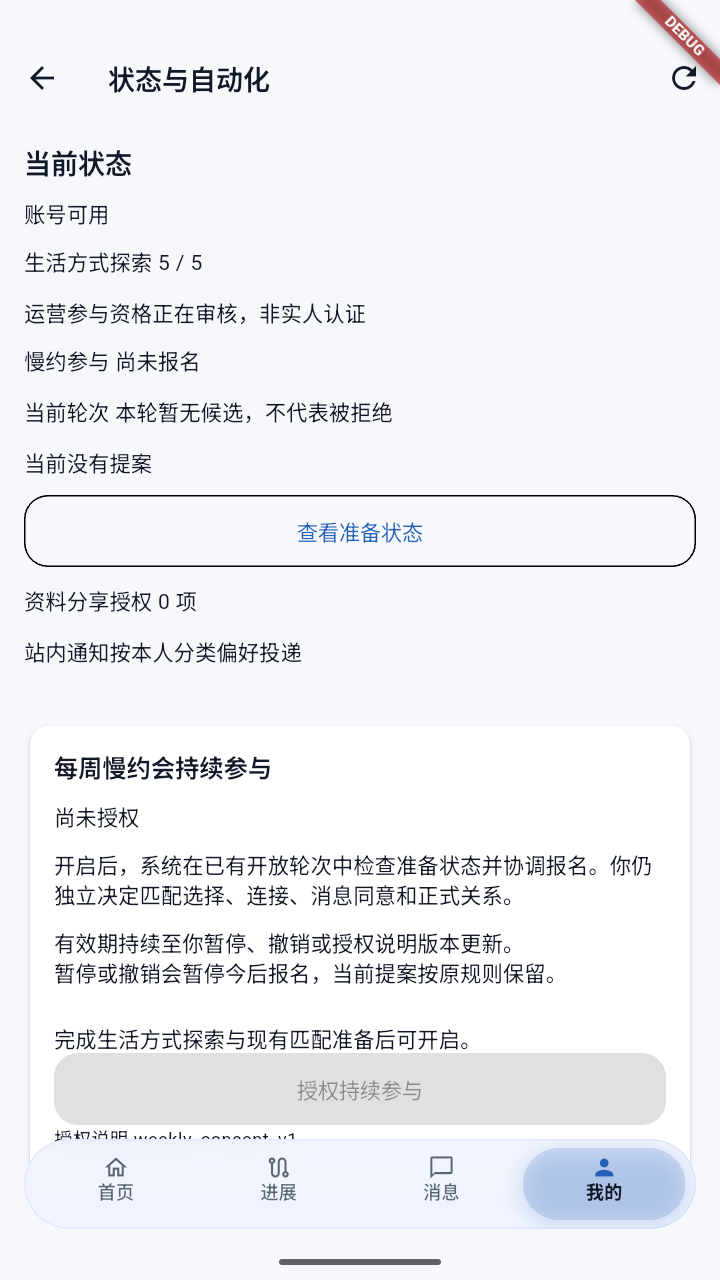 DEBUG
状态与自动化
当前状态
账号可用
生活方式探索 5 / 5
运营参与资格正在审核，非实人认证
慢约参与 尚未报名
当前轮次 本轮暂无候选，不代表被拒绝
当前没有提案
查看准备状态
资料分享授权 0 项
站内通知按本人分类偏好投递
每周慢约会持续参与
尚未授权
开启后，系统在已有开放轮次中检查准备状态并协调报名。你仍
独立决定匹配选择、连接、消息同意和正式关系。
有效期持续至你暂停、撤销或授权说明版本更新。
暂停或撤销会暂停今后报名，当前提案按原规则保留。
完成生活方式探索与现有匹配准备后可开启。
授权持续参与
授权说明 weekly-consent-v1
首页
进展
消息
我的